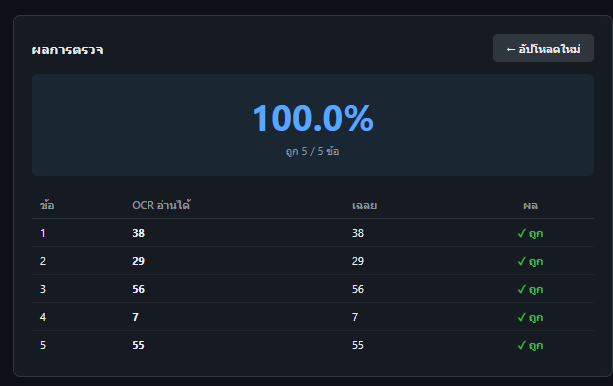 ผลการตรวจ
← อัปโหลดใหม่
100.0%
ถูก 5 / 5 ข้อ
ข้อ OCR อ่านได้ เฉลย ผล
1 38 38 ✓ ถูก
2 29 29 ✓ ถูก
3 56 56 ✓ ถูก
4 7 7 ✓ ถูก
5 55 55 ✓ ถูก